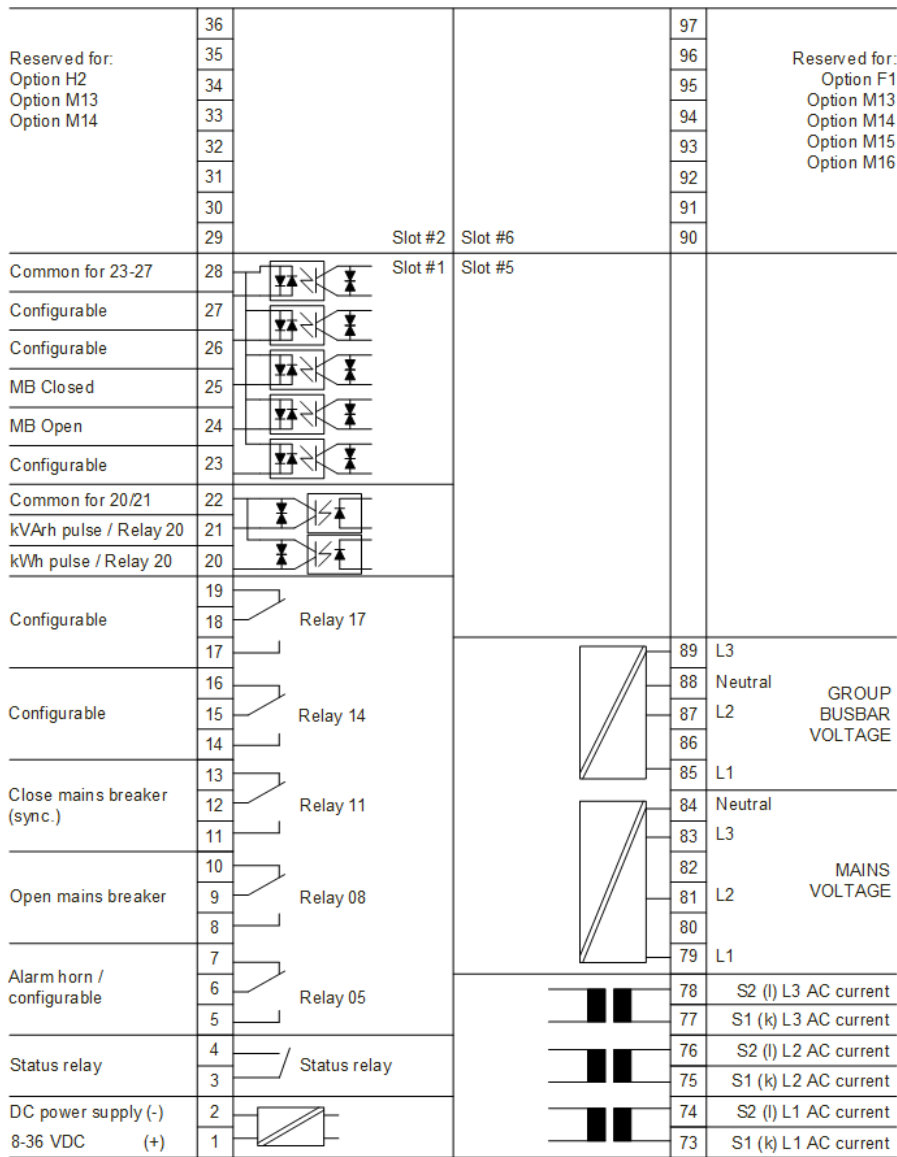 36
35
34
33
32
31
30
29
Reserved for:
Option H2
Option M13
Option M14
Slot #2
Slot #6
97
96
95
94
93
92
91
90
Reserved for:
Option F1
Option M13
Option M14
Option M15
Option M16
Slot #1
Slot #5
Common for 23-27 28
Configurable 27
Configurable 26
MB Closed 25
MB Open 24
Configurable 23
Common for 20/21 22
kVArh pulse / Relay 20 21
kWh pulse / Relay 20 20
19
Configurable 18 Relay 17
17
16
Configurable 15 Relay 14
14
13
Close mains breaker
(sync.)
12 Relay 11
11
10
Open mains breaker 9 Relay 08
8
7
Alarm horn /
configurable
6 Relay 05
5
4
Status relay Status relay
3
DC power supply (-) 2
8-36 VDC (+) 1
89 L3
88 Neutral
87 L2
86
85 L1
GROUP
BUSBAR
VOLTAGE
84 Neutral
83 L3
82
81 L2
80
79 L1
MAINS
VOLTAGE
78 S2 (l) L3 AC current
77 S1 (k) L3 AC current
76 S2 (l) L2 AC current
75 S1 (k) L2 AC current
74 S2 (l) L1 AC current
73 S1 (k) L1 AC current